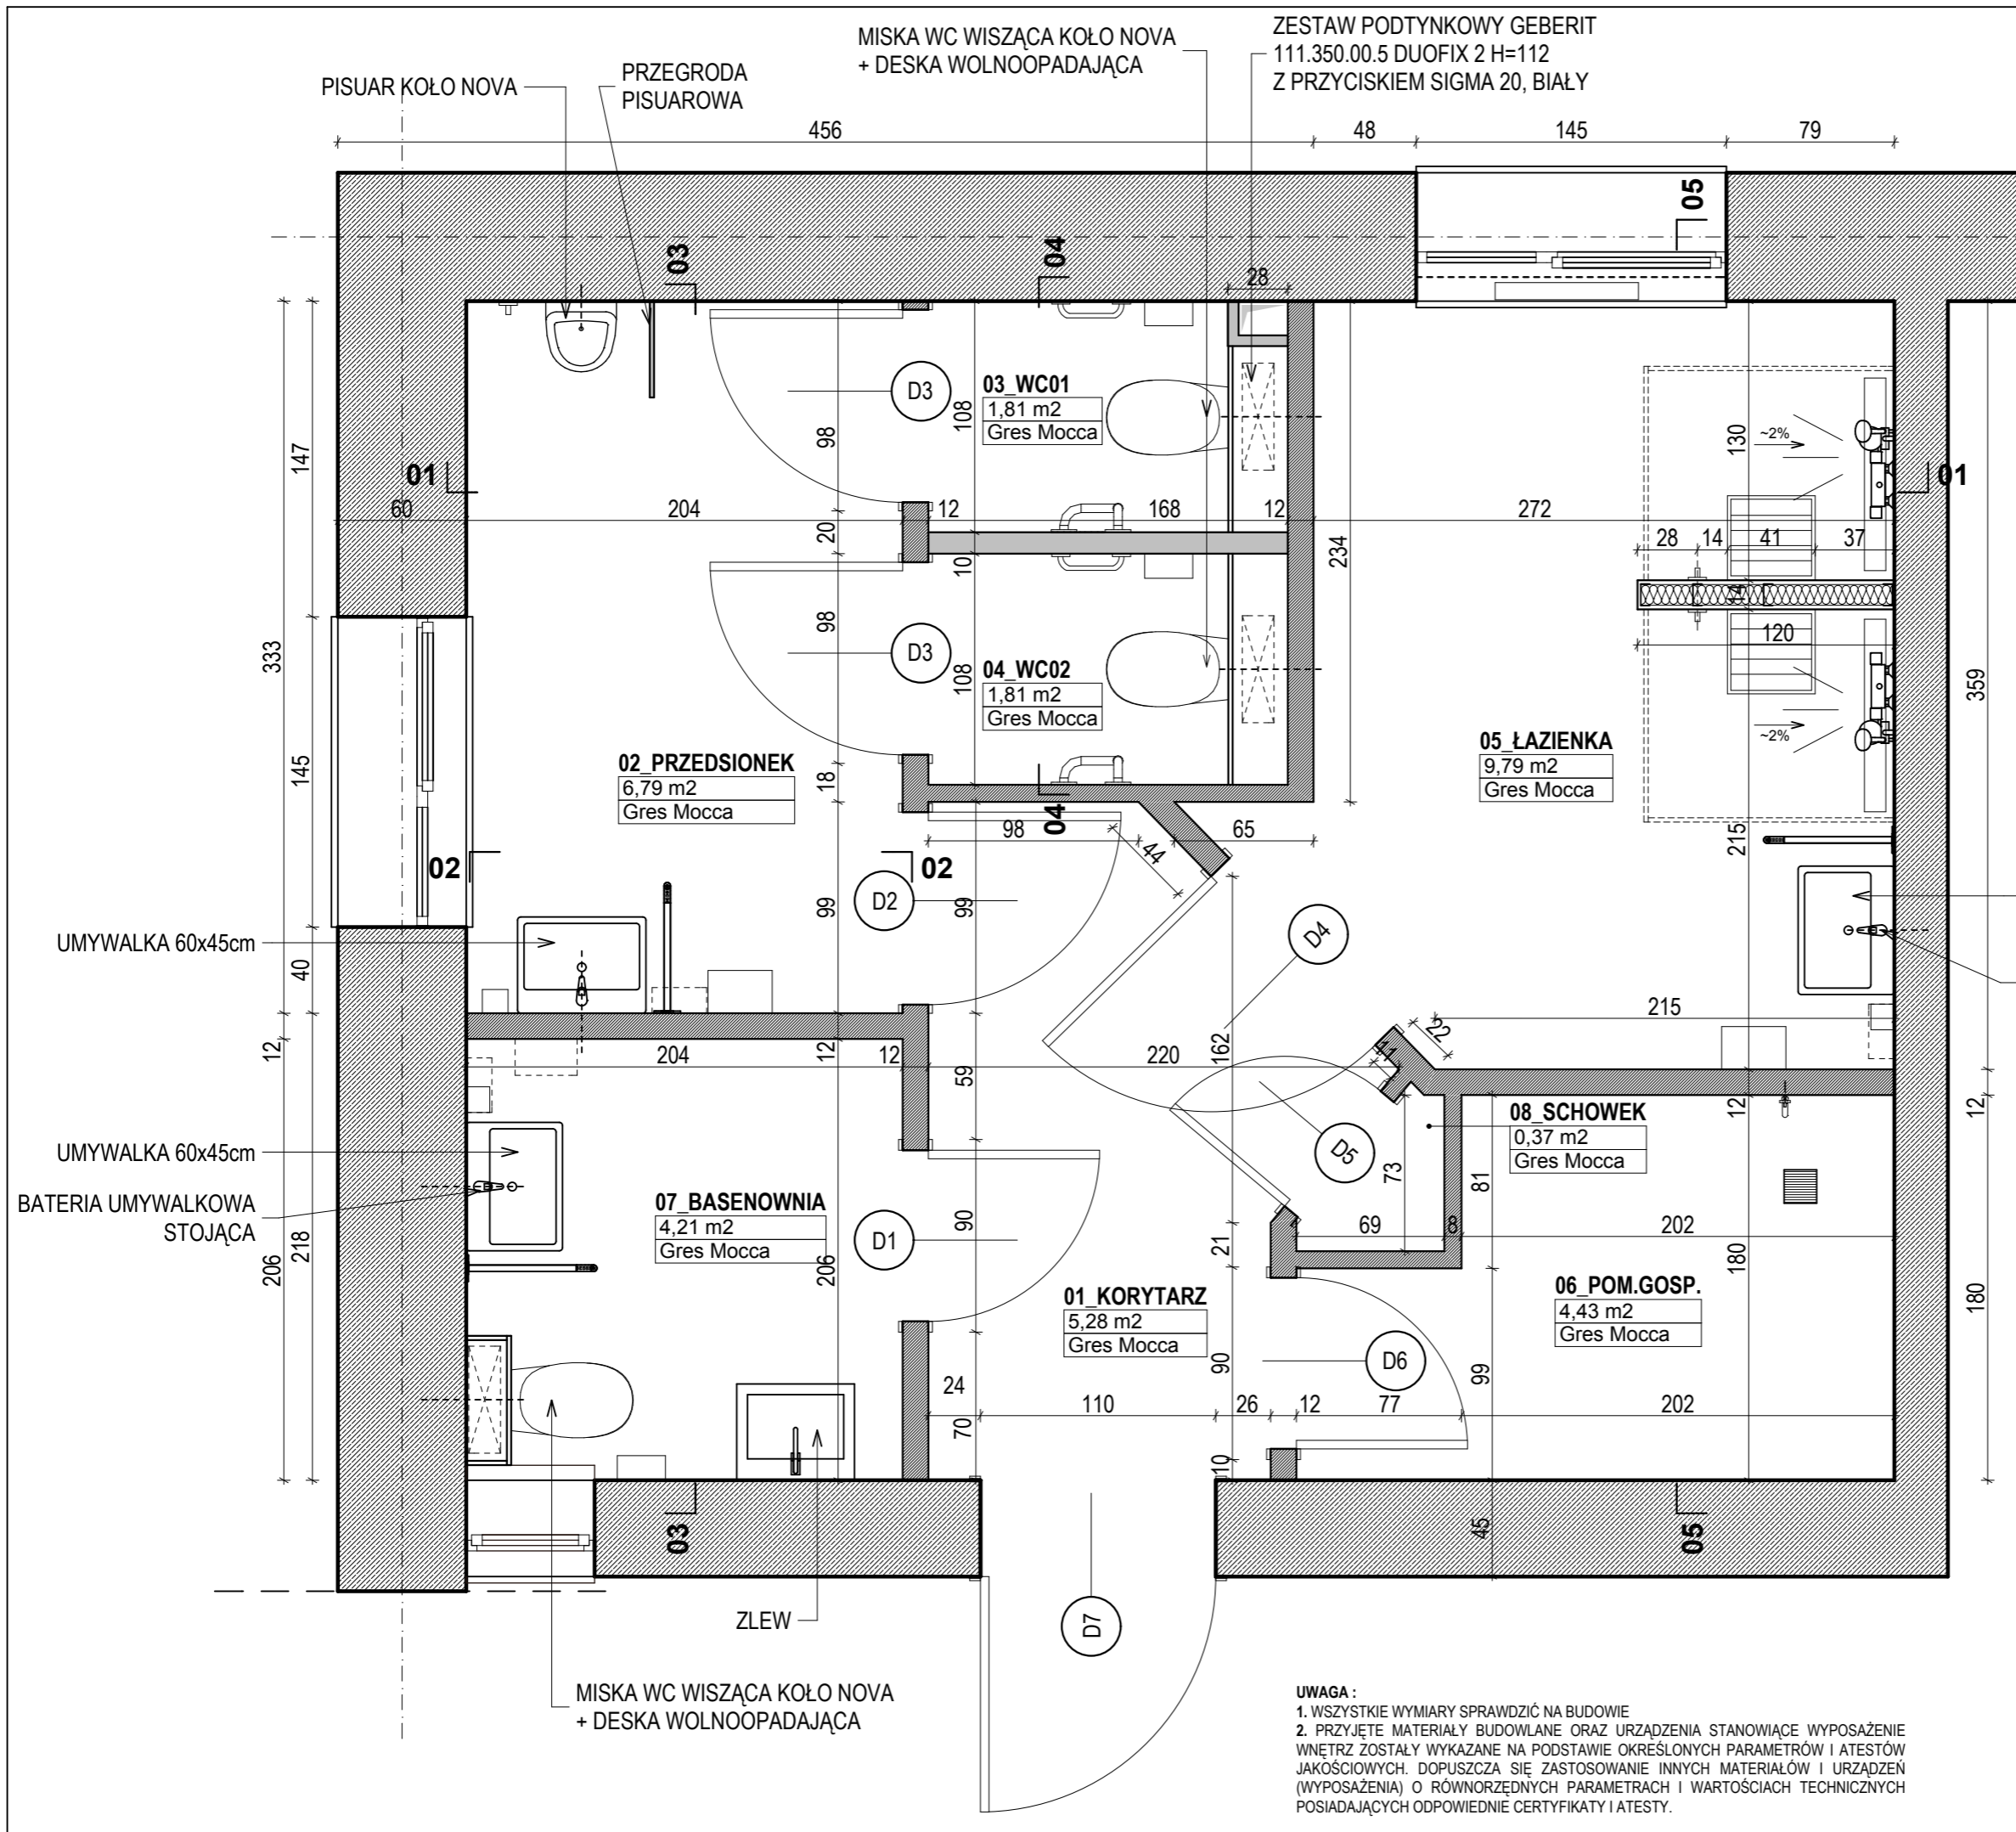 MISKA WC WISZĄCA KOŁO NOVA
+ DESKA WOLNOOPADAJĄCA
ZESTAW PODTYNKOWY GEBERIT
111.350.00.5 DUOFIX 2 H=112
Z PRZYCISKIEM SIGMA 20, BIAŁY
PISUAR KOŁO NOVA
PRZEGRODA
PISUAROWA
456
48
145
79
05
03
04
28
D3
03_WC01
1,81 m2
Gres Mocca
108
98
147
130
~2%
01
01
60
204
12
168
12
272
20
10
234
28
14
41
37
14
120
98
D3
108
04_WC02
1,81 m2
Gres Mocca
333
145
359
02_PRZEDSIONEK
6,79 m2
Gres Mocca
18
05_ŁAZIENKA
9,79 m2
Gres Mocca
~2%
04
98
44
65
215
02
02
D2
99
99
D4
UMYWALKA 60x45cm
40
215
22
11
12
204
12
12
59
220
162
12
12
08_SCHOWEK
0,37 m2
Gres Mocca
UMYWALKA 60x45cm
D5
73
81
BATERIA UMYWALKOWA
STOJĄCA
07_BASENOWNIA
4,21 m2
Gres Mocca
D1
90
21
69
8
202
206
218
206
180
180
01_KORYTARZ
5,28 m2
Gres Mocca
06_POM.GOSP.
4,43 m2
Gres Mocca
90
D6
99
24
70
110
26
12
77
202
10
03
45
05
ZLEW
D7
MISKA WC WISZĄCA KOŁO NOVA
+ DESKA WOLNOOPADAJĄCA
UWAGA :
1. WSZYSTKIE WYMIARY SPRAWDZIĆ NA BUDOWIE
2. PRZYJĘTE MATERIAŁY BUDOWLANE ORAZ URZĄDZENIA STANOWIĄCE WYPOSAŻENIE
WNĘTRZ ZOSTAŁY WYKAZANE NA PODSTAWIE OKREŚLONYCH PARAMETRÓW I ATESTÓW
JAKOŚCIOWYCH. DOPUSZCZA SIĘ ZASTOSOWANIE INNYCH MATERIAŁÓW I URZĄDZEŃ
(WYPOSAŻENIA) O RÓWNORZĘDNYCH PARAMETRACH I WARTOŚCIACH TECHNICZNYCH
POSIADAJĄCYCH ODPOWIEDNIE CERTYFIKATY I ATESTY.